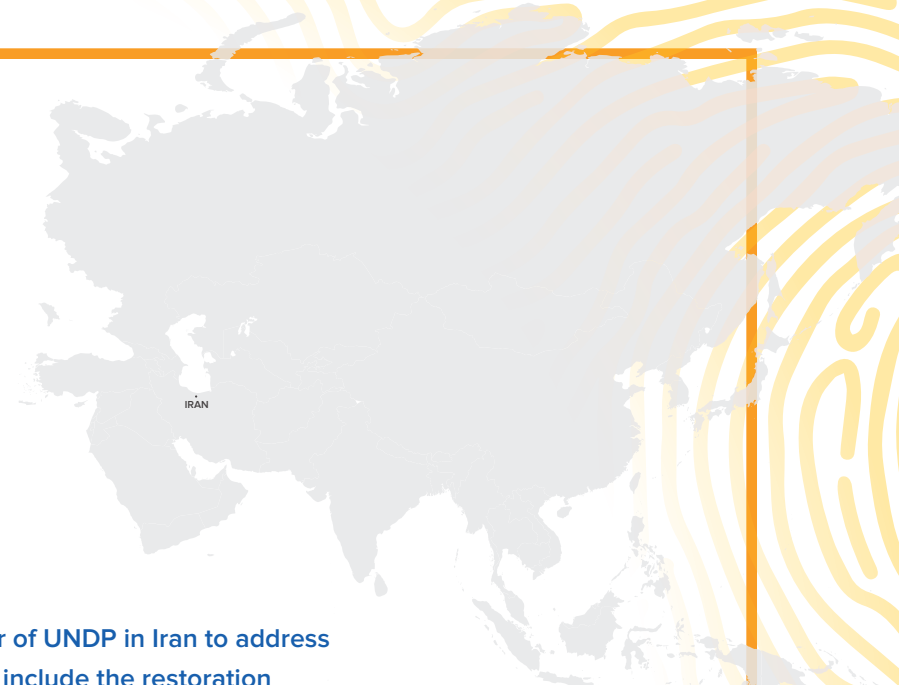 IRAN
r of UNDP in Iran to address
include the restoration